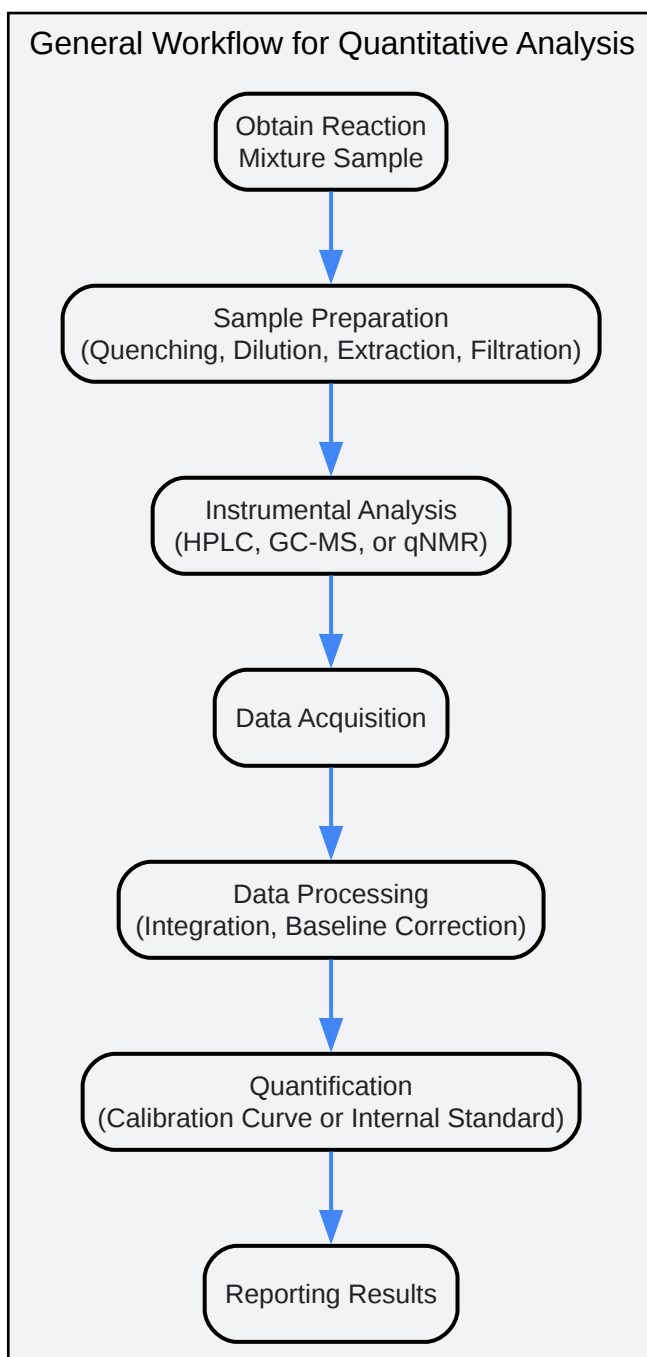 General Workflow for Quantitative Analysis
Obtain Reaction
Mixture Sample
Sample Preparation
(Quenching, Dilution, Extraction, Filtration)
Instrumental Analysis
(HPLC, GC-MS, or qNMR)
Data Acquisition
Data Processing
(Integration, Baseline Correction)
Quantification
(Calibration Curve or Internal Standard)
Reporting Results